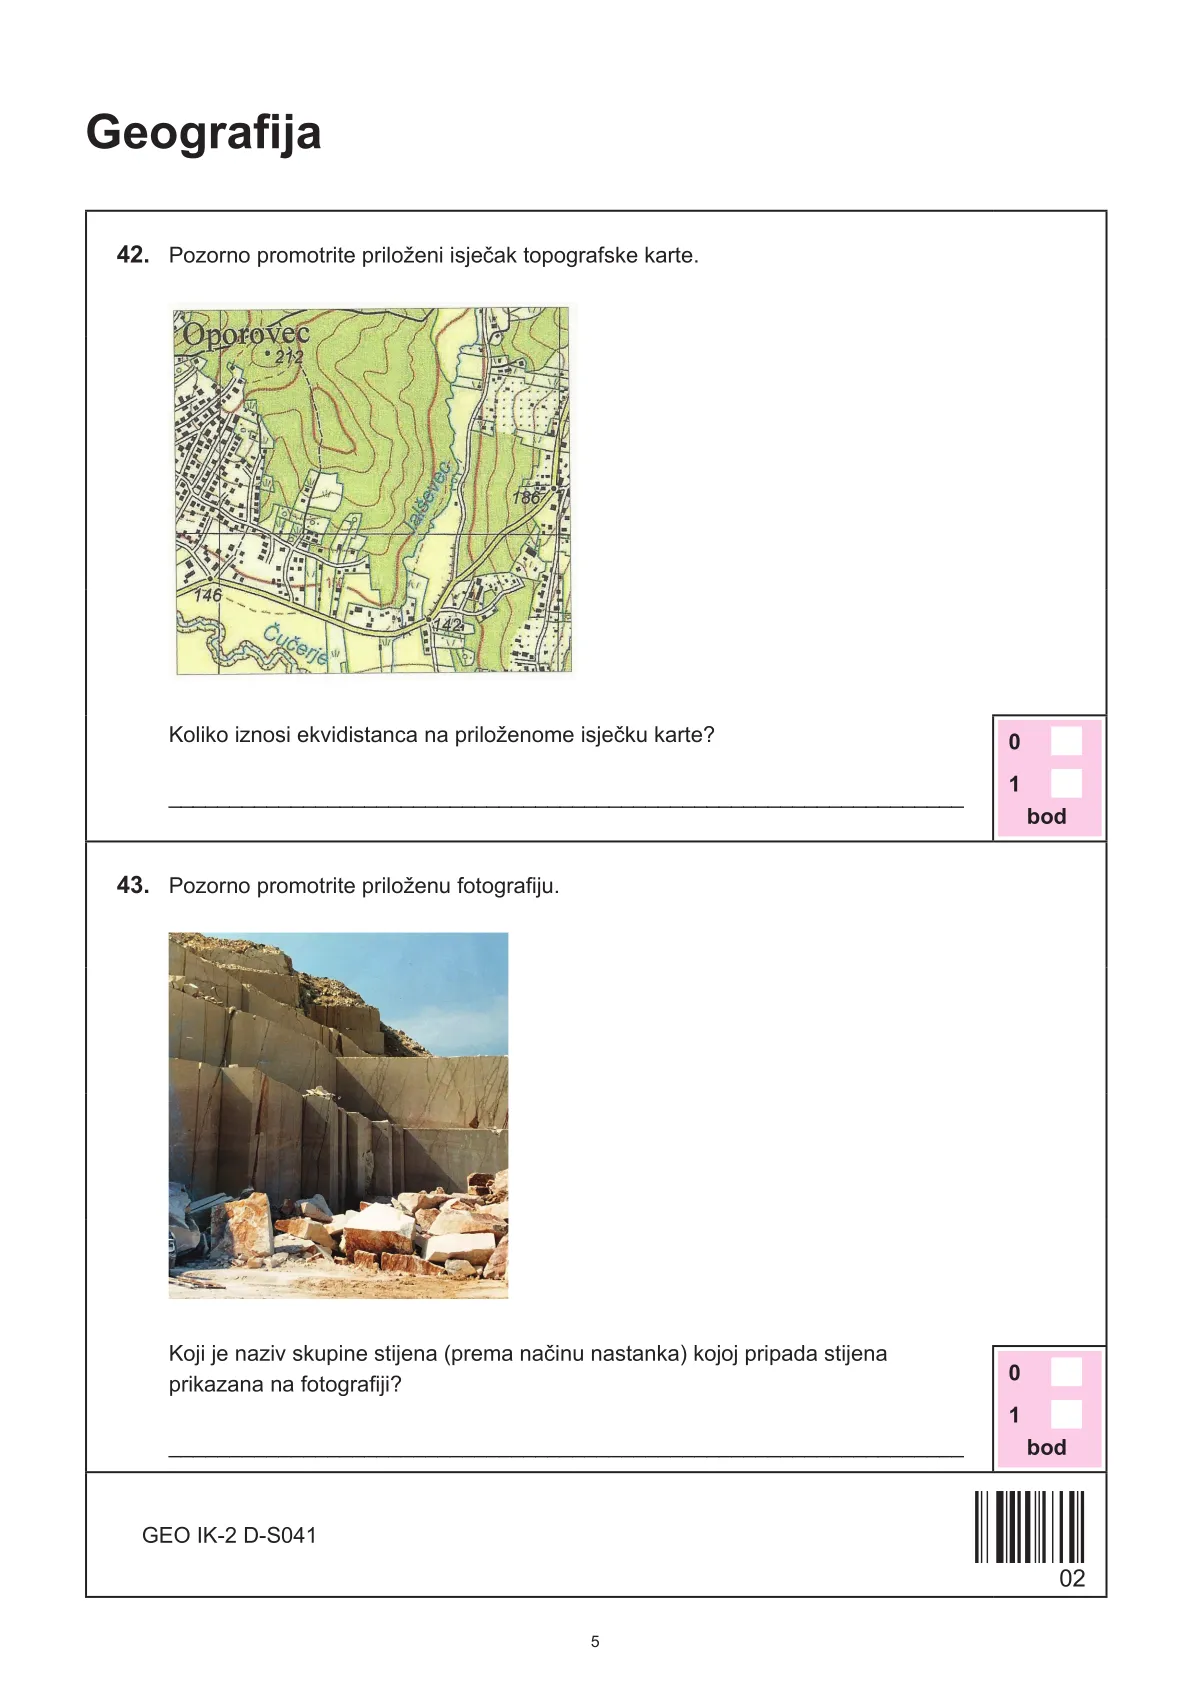 Geografija
42. Pozorno promotrite priloženi isječak topografske karte.
Oporovec
212
Jalševec
186
146
142
Čučerje
Koliko iznosi ekvidistanca na priloženome isječku karte?
0
1
bod
43. Pozorno promotrite priloženu fotografiju.
Koji je naziv skupine stijena (prema načinu nastanka) kojoj pripada stijena
prikazana na fotografiji?
0
1
bod
GEO IK-2 D-S041
02
5